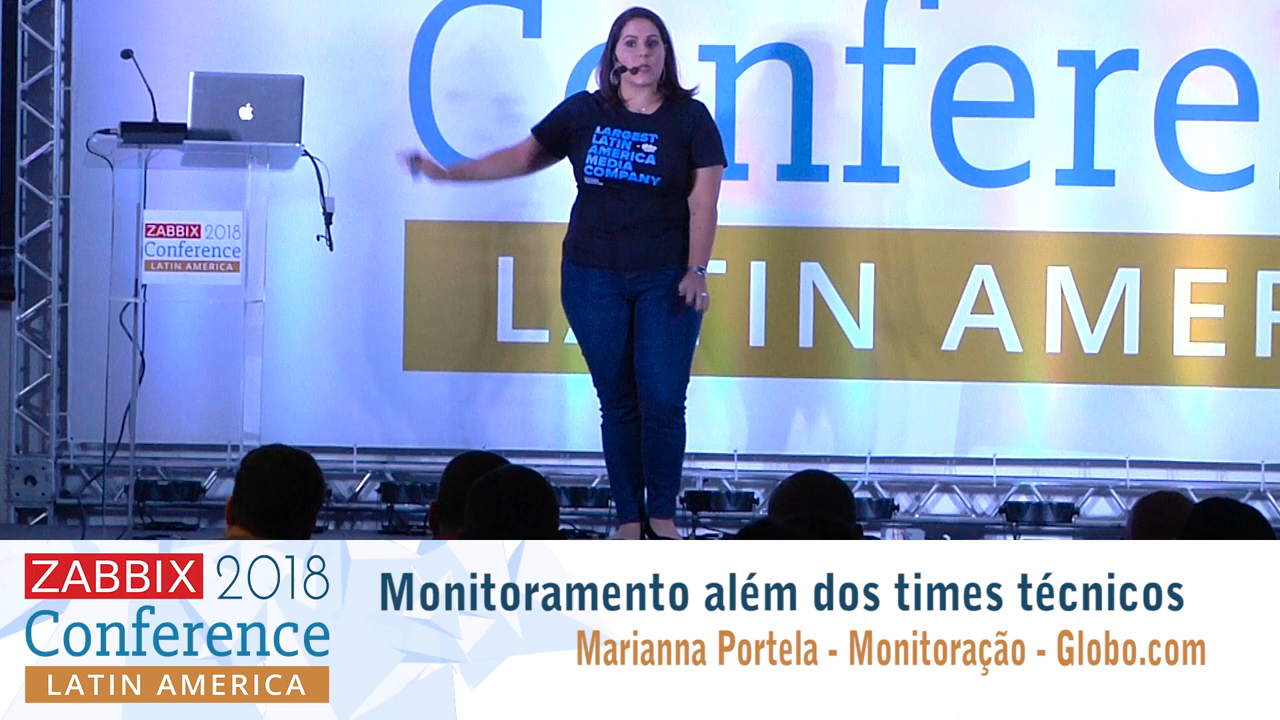 Confere
LATIN AMER
LARGEST
LATIN
AMERICA
MEDIA
COMPANY
ZABBIX 2018
Conference
LATIN AMERICA
ZABBIX 2018
Conference
LATIN AMERICA
Monitoramento além dos times técnicos
Marianna Portela - Monitoração - Globo.com